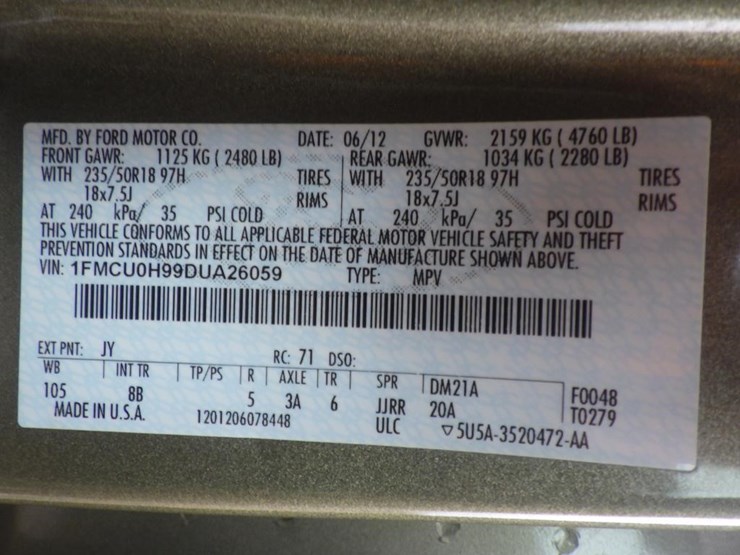 MFD. BY FORD MOTOR CO. DATE: 06/12 GVWR: 2159 KG ( 4760 LB)
FRONT GAWR: 1125 KG ( 2480 LB) REAR GAWR: 1034 KG ( 2280 LB)
WITH 235/50R18 97H TIRES WITH 235/50R18 97H TIRES
18x7.5J RIMS 18x7.5J RIMS
AT 240 kPa/ 35 PSI COLD AT 240 kPa/ 35 PSI COLD
THIS VEHICLE CONFORMS TO ALL APPLICABLE FEDERAL MOTOR VEHICLE SAFETY AND THEFT
PREVENTION STANDARDS IN EFFECT ON THE DATE OF MANUFACTURE SHOWN ABOVE.
VIN: 1FMCU0H99DUA26059 TYPE: MPV
EXT PNT: JY RC: 71 DSO:
WB INT TR TP/PS R AXLE TR SPR DM21A F0048
105 8B 5 3A 6 JJRR 20A T0279
MADE IN U.S.A. 1201206078448 ULC ▽5U5A-3520472-AA